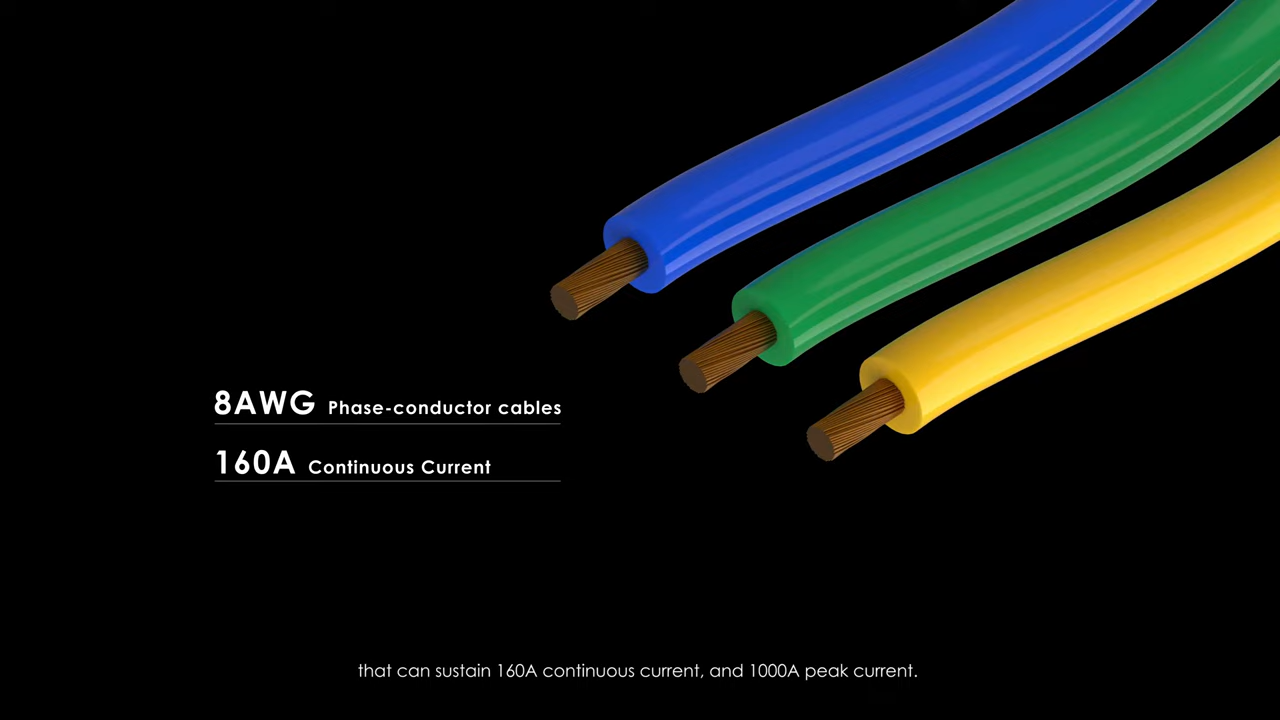 8AWG Phase-conductor cables
160A Continuous Current
that can sustain 160A continuous current, and 1000A peak current.